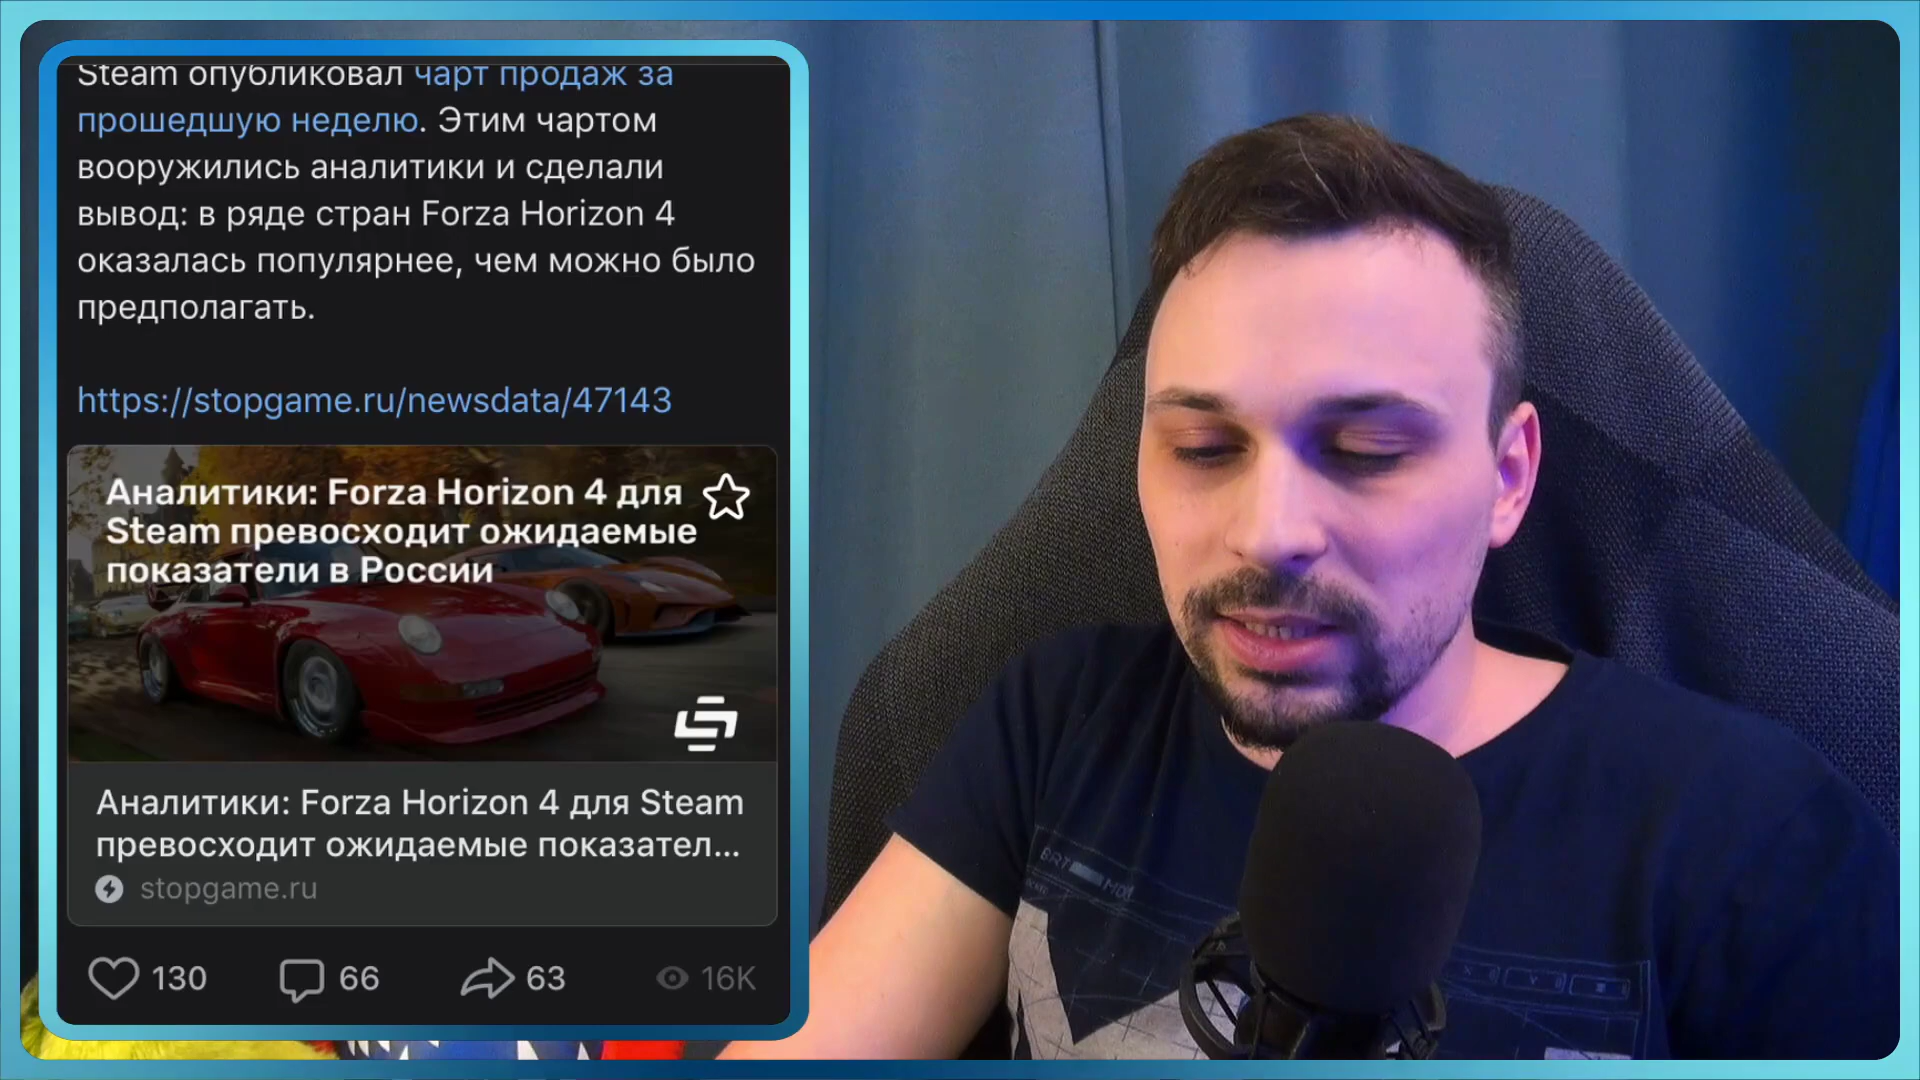 Steam опубликовал чарт продаж за
прошедшую неделю. Этим чартом
вооружились аналитики и сделали
вывод: в ряде стран Forza Horizon 4
оказалась популярнее, чем можно было
предполагать.
https://stopgame.ru/newsdata/47143
Аналитики: Forza Horizon 4 для
Steam превосходит ожидаемые
показатели в России
Аналитики: Forza Horizon 4 для Steam
превосходит ожидаемые показател...
stopgame.ru
130 66 63 16K